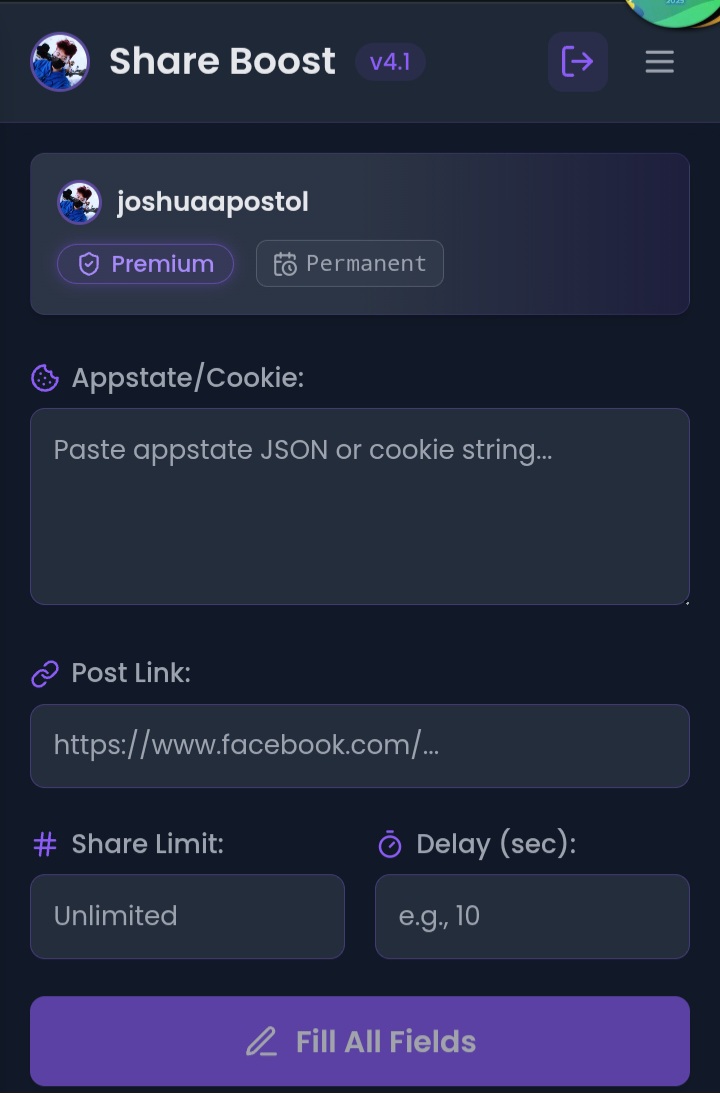 2025
Share Boost v4.1
joshuaapostol
Premium Permanent
Appstate/Cookie:
Paste appstate JSON or cookie string...
Post Link:
https://www.facebook.com/...
Share Limit: Delay (sec):
Unlimited e.g., 10
Fill All Fields